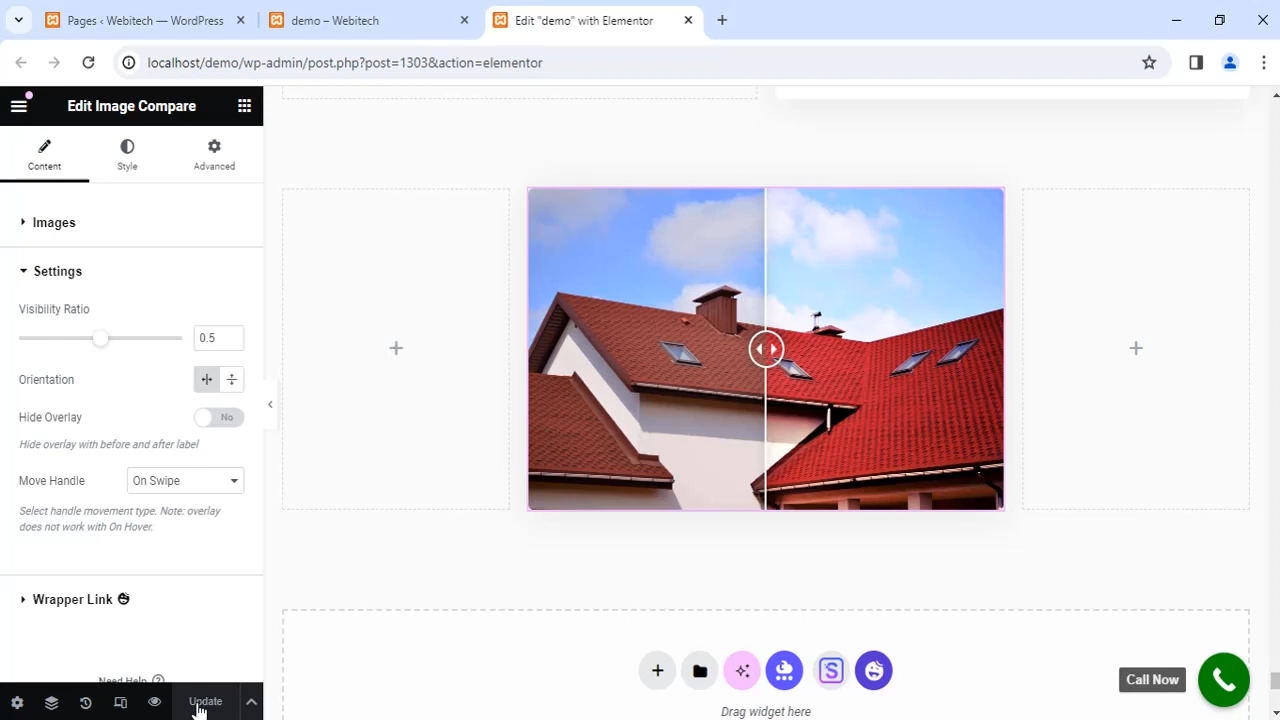 Pages ‹ Webitech — WordPress
demo – Webitech
Edit "demo" with Elementor
localhost/demo/wp-admin/post.php?post=1303&action=elementor
Edit Image Compare
Content
Style
Advanced
Images
Settings
Visibility Ratio
0.5
Orientation
Hide Overlay
No
Hide overlay with before and after label
Move Handle
On Swipe
Select handle movement type. Note: overlay
does not work with On Hover.
Wrapper Link
Need Help
Update
Call Now
Drag widget here